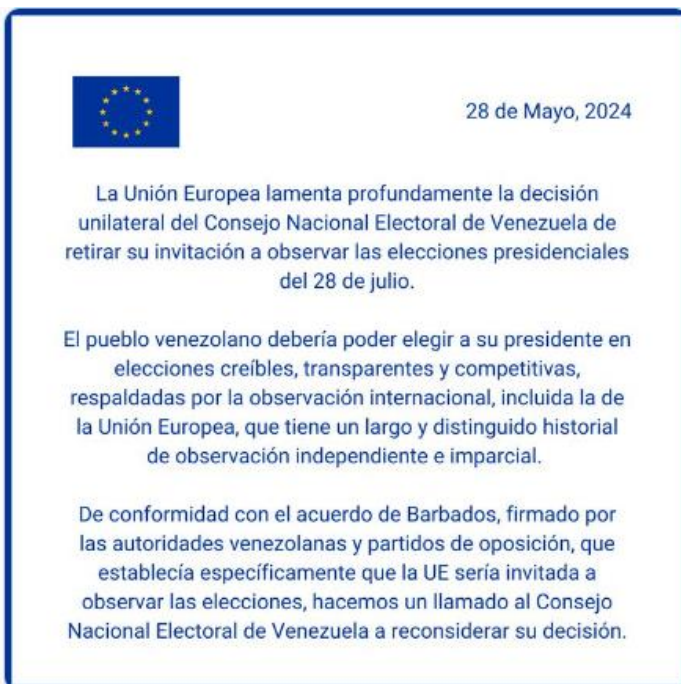 28 de Mayo, 2024
La Unión Europea lamenta profundamente la decisión
unilateral del Consejo Nacional Electoral de Venezuela de
retirar su invitación a observar las elecciones presidenciales
del 28 de julio.
El pueblo venezolano debería poder elegir a su presidente en
elecciones creíbles, transparentes y competitivas,
respaldadas por la observación internacional, incluida la de
la Unión Europea, que tiene un largo y distinguido historial
de observación independiente e imparcial.
De conformidad con el acuerdo de Barbados, firmado por
las autoridades venezolanas y partidos de oposición, que
establecía específicamente que la UE sería invitada a
observar las elecciones, hacemos un llamado al Consejo
Nacional Electoral de Venezuela a reconsiderar su decisión.